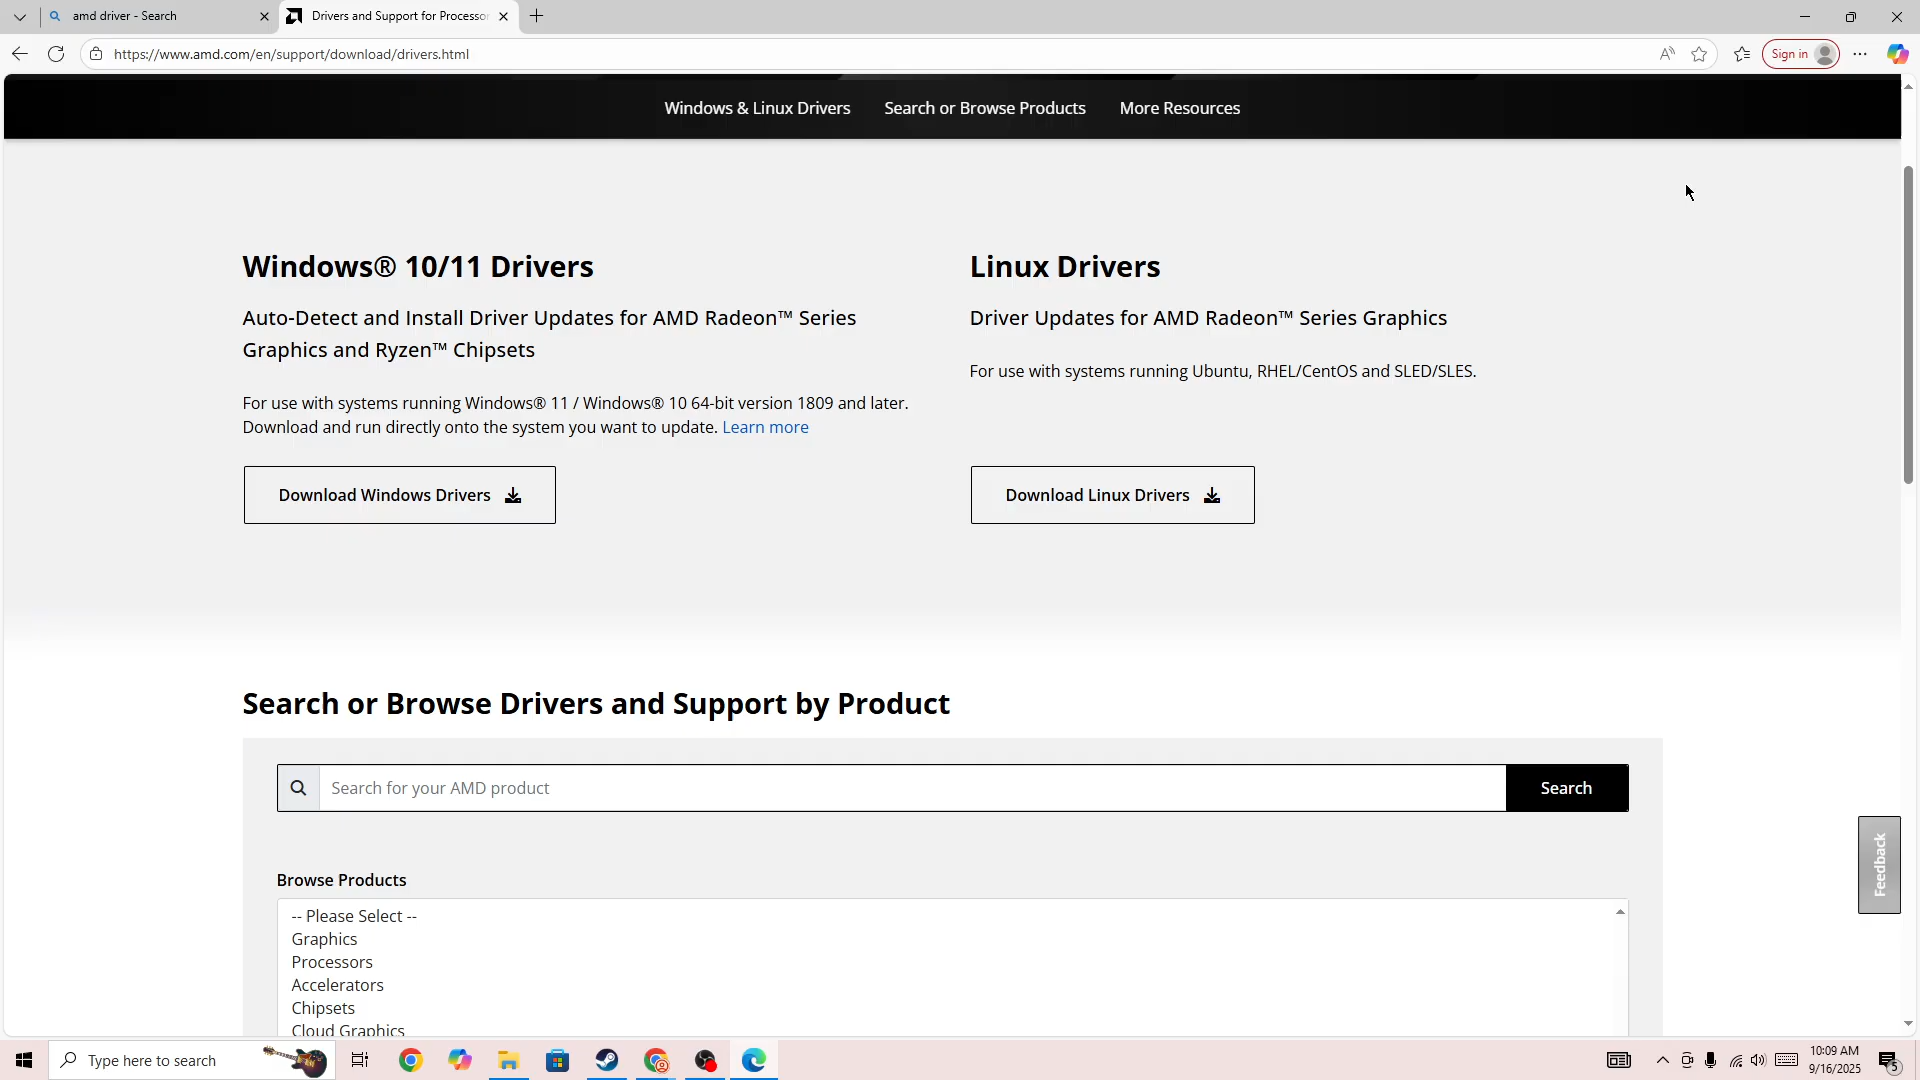 amd driver - Search
Drivers and Support for Processor
https://www.amd.com/en/support/download/drivers.html
Sign in
Windows & Linux Drivers
Search or Browse Products
More Resources
Windows® 10/11 Drivers
Auto-Detect and Install Driver Updates for AMD Radeon™ Series
Graphics and Ryzen™ Chipsets
For use with systems running Windows® 11 / Windows® 10 64-bit version 1809 and later.
Download and run directly onto the system you want to update. Learn more
Download Windows Drivers
Linux Drivers
Driver Updates for AMD Radeon™ Series Graphics
For use with systems running Ubuntu, RHEL/CentOS and SLED/SLES.
Download Linux Drivers
Search or Browse Drivers and Support by Product
Search for your AMD product
Search
Feedback
Browse Products
-- Please Select --
Graphics
Processors
Accelerators
Chipsets
Cloud Graphics
Type here to search
10:09 AM
9/16/2025
5